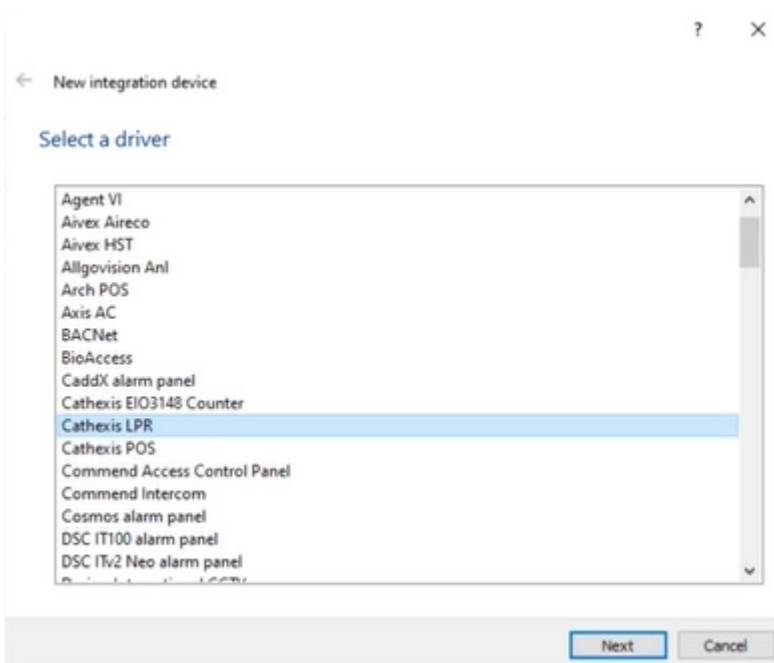 ?
New integration device
Select a driver
Agent VI
Aivex Aireco
Aivex HST
Allgovision Anl
Arch POS
Axis AC
BACNet
BioAccess
CaddX alarm panel
Cathexis EIO3148 Counter
Cathexis LPR
Cathexis POS
Commend Access Control Panel
Commend Intercom
Cosmos alarm panel
DSC IT100 alarm panel
DSC ITv2 Neo alarm panel
Next Cancel